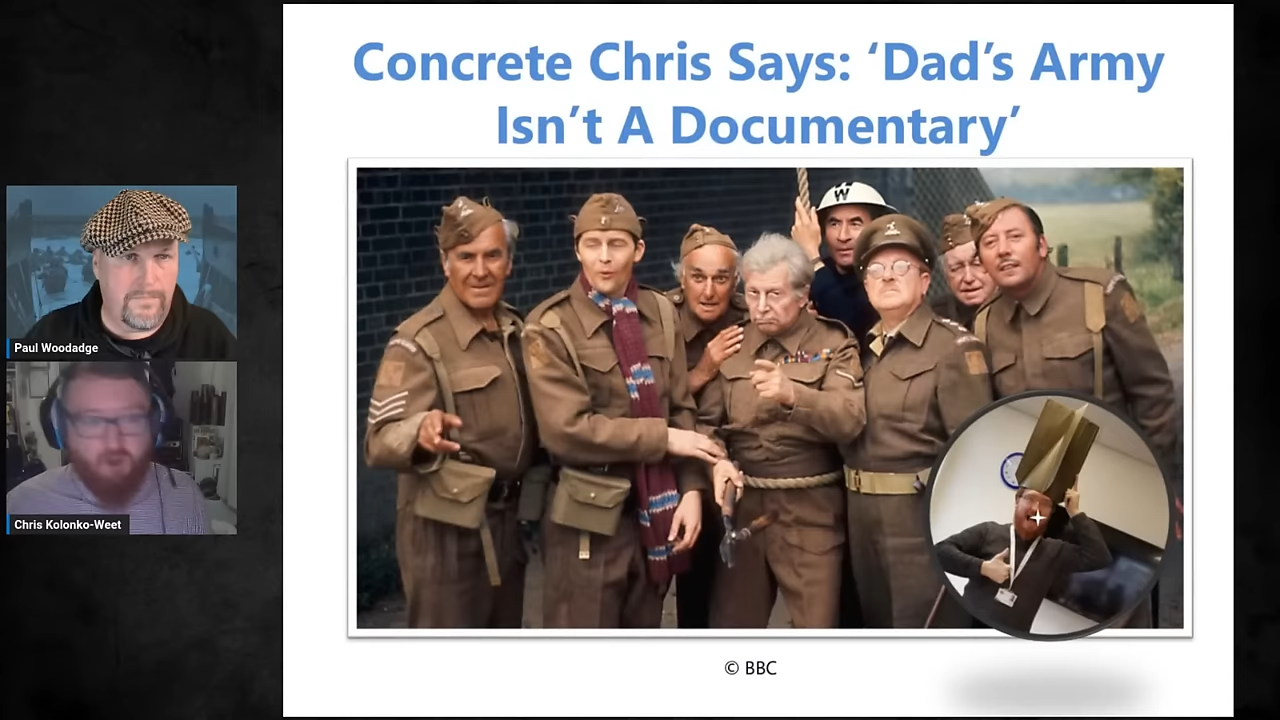 Concrete Chris Says: ‘Dad’s Army
Isn’t A Documentary’
W
Paul Woodadge
Chris Kolonko-Weet
© BBC